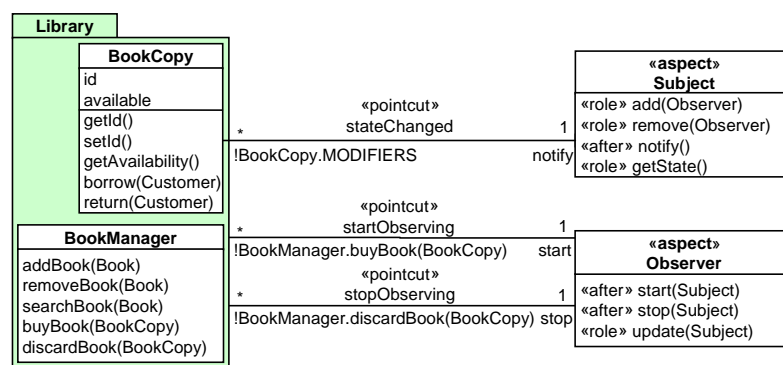 Library
BookCopy
id
available
getId()
setId()
getAvailability()
borrow(Customer)
return(Customer)
«pointcut»
* stateChanged 1
!BookCopy.MODIFIERS notify
«aspect»
Subject
«role» add(Observer)
«role» remove(Observer)
«after» notify()
«role» getState()
BookManager
addBook(Book)
removeBook(Book)
searchBook(Book)
buyBook(BookCopy)
discardBook(BookCopy)
«pointcut»
* startObserving 1
!BookManager.buyBook(BookCopy) start
«pointcut»
* stopObserving 1
!BookManager.discardBook(BookCopy) stop
«aspect»
Observer
«after» start(Subject)
«after» stop(Subject)
«role» update(Subject)